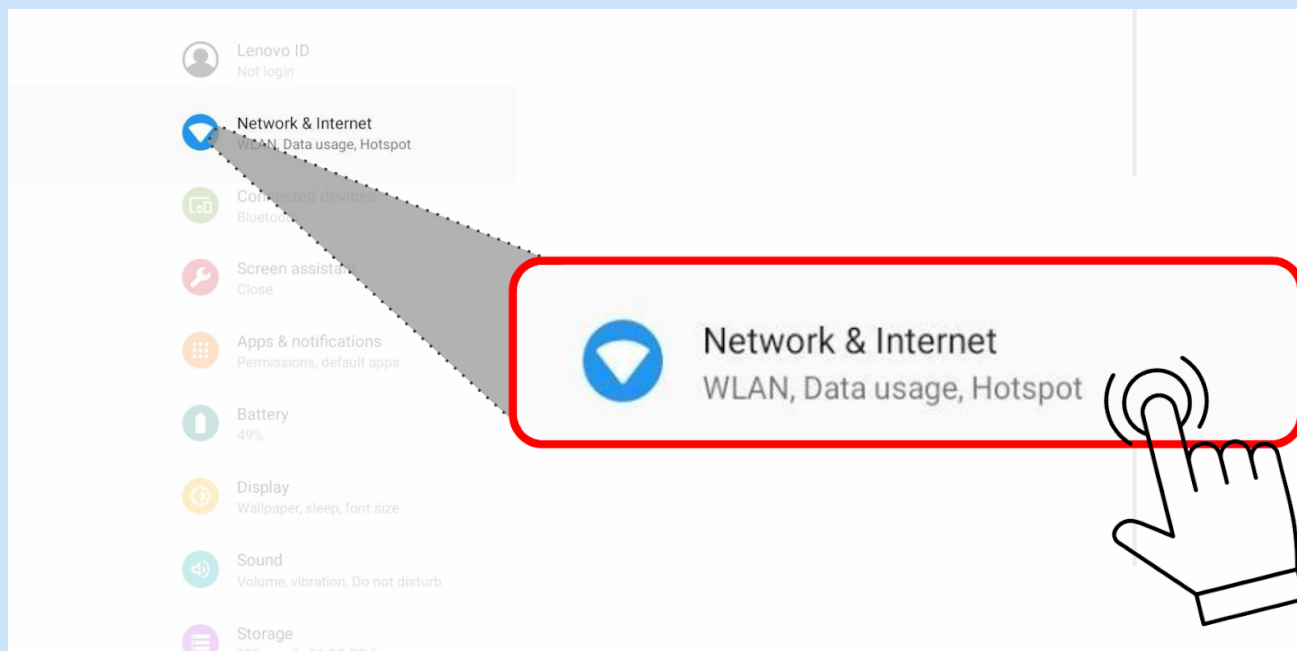 Lenovo ID
Not login
Network & Internet
WLAN, Data usage, Hotspot
Connected devices
Bluetooth
Screen assistant
Close
Apps & notifications
Permissions, default apps
Battery
49%
Display
Wallpaper, sleep, font size
Sound
Volume, vibration, Do not disturb
Storage
Network & Internet
WLAN, Data usage, Hotspot